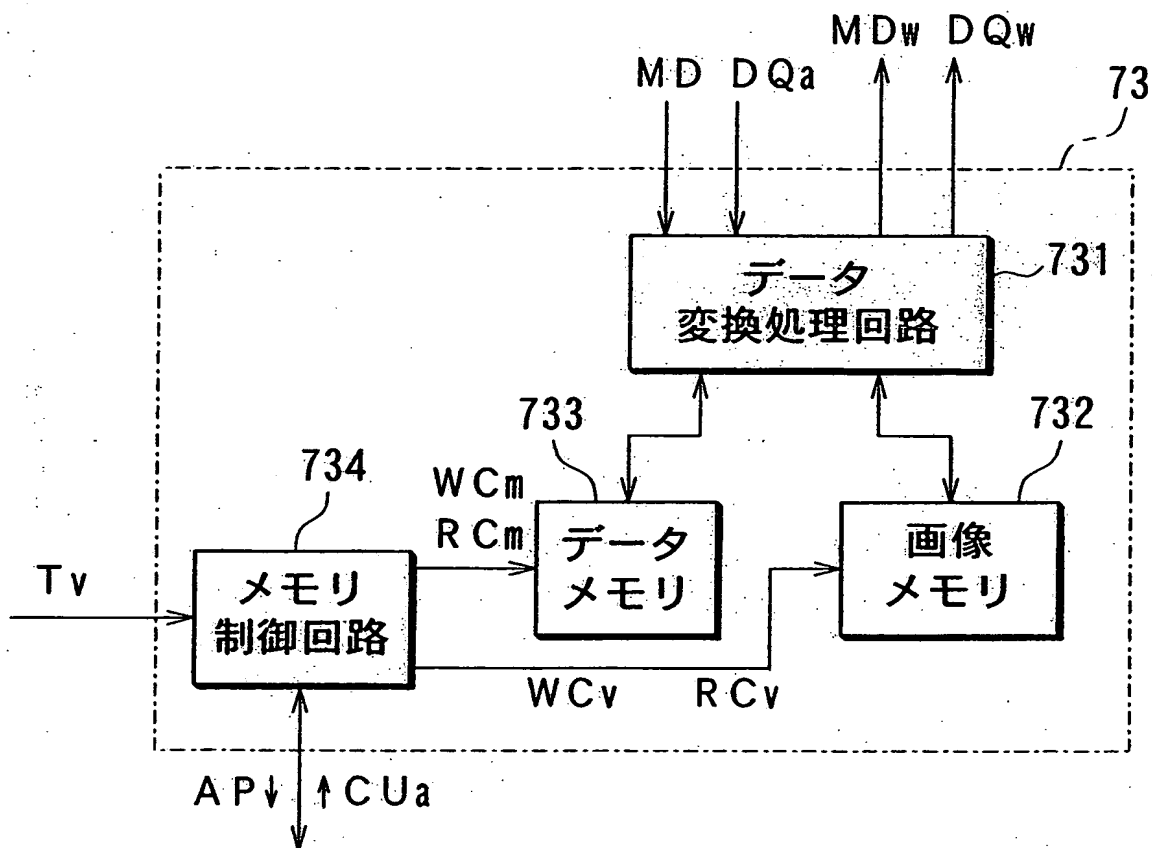 MDw DQw
MD DQa
73
データ
変換処理回路
731
733
732
734
WCm
RCm
データ
メモリ
画像
メモリ
Tv
メモリ
制御回路
WCv RCv
AP↓ ↑CUa